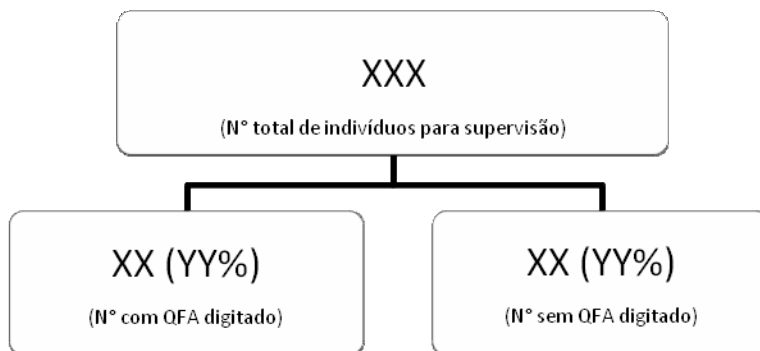 XXX
(N° total de indivíduos para supervisão)
XX (YY%)
(N° com QFA digitado)
XX (YY%)
(N° sem QFA digitado)